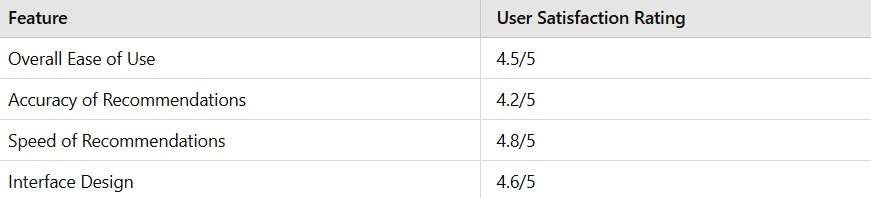 Feature User Satisfaction Rating
Overall Ease of Use 4.5/5
Accuracy of Recommendations 4.2/5
Speed of Recommendations 4.8/5
Interface Design 4.6/5